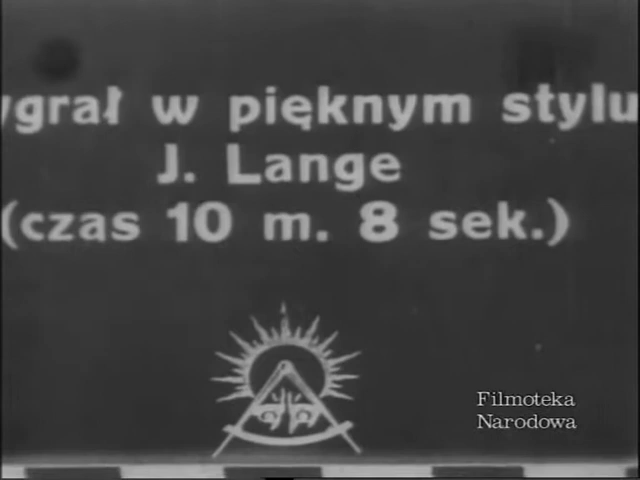 ygrał w pięknym stylu
J. Lange
(czas 10 m. 8 sek.)
Filmoteka
Narodowa